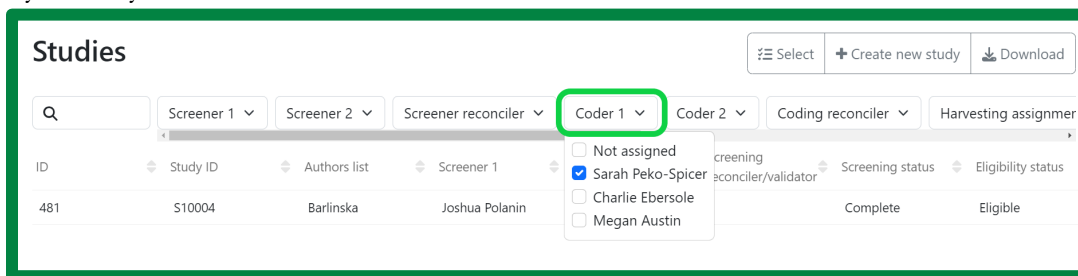 Studies
Select
Create new study
Download
Screener 1
Screener 2
Screener reconciler
Coder 1
Coder 2
Coding reconciler
Harvesting assignmen
Not assigned
Sarah Peko-Spicer
Charlie Ebersole
Megan Austin
ID
Study ID
Authors list
Screener 1
creening
econciler/validator
Screening status
Eligibility status
481
S10004
Barlinska
Joshua Polanin
Complete
Eligible